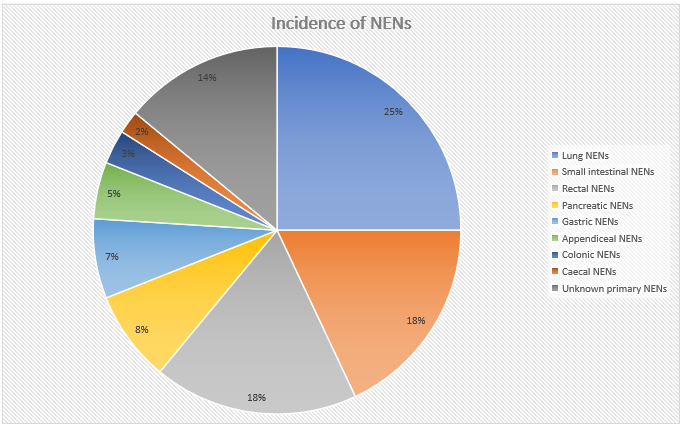 Incidence of NENs
14%
25%
2%
3%
5%
7%
8%
18%
18%
Lung NENs
Small intestinal NENs
Rectal NENs
Pancreatic NENs
Gastric NENs
Appendiceal NENs
Colonic NENs
Caecal NENs
Unknown primary NENs